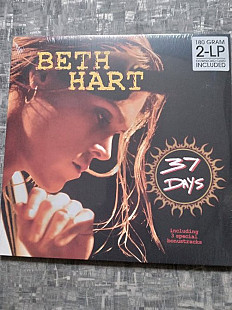 BETH
HART
180 GRAM
2-LP
INCLUDED
37
DAYS
including
3 special
bonustracks